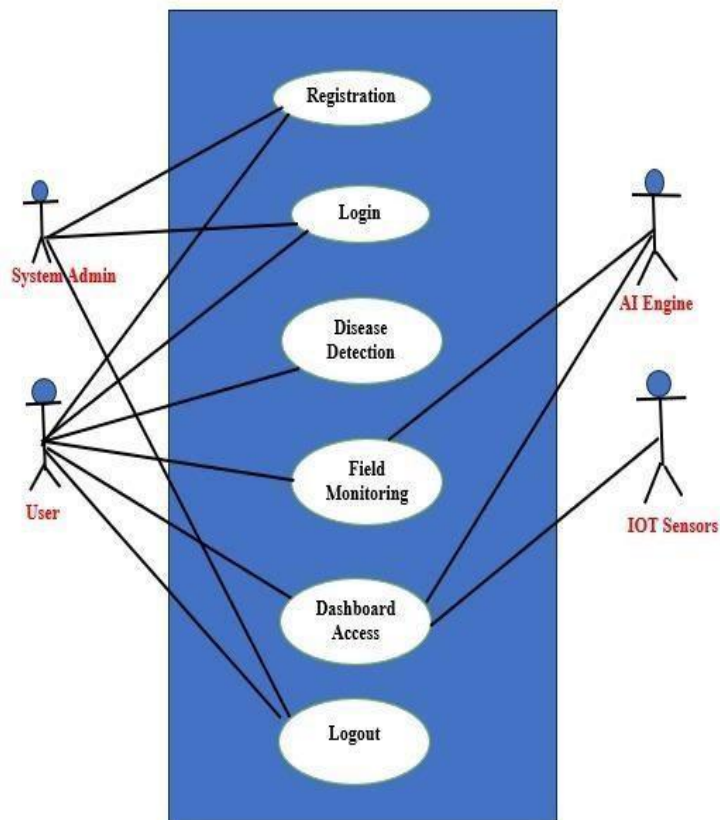 Registration
Login
System Admin
Disease
Detection
AI Engine
Field
Monitoring
User
IOT Sensors
Dashboard
Access
Logout